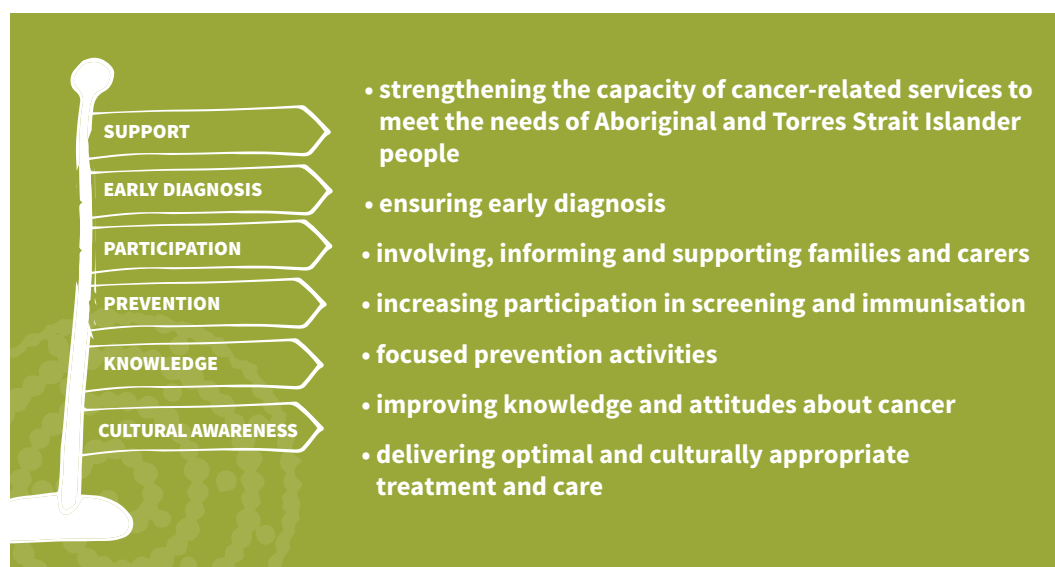 SUPPORT
EARLY DIAGNOSIS
PARTICIPATION
PREVENTION
KNOWLEDGE
CULTURAL AWARENESS
• strengthening the capacity of cancer-related services to
meet the needs of Aboriginal and Torres Strait Islander
people
• ensuring early diagnosis
• involving, informing and supporting families and carers
• increasing participation in screening and immunisation
• focused prevention activities
• improving knowledge and attitudes about cancer
• delivering optimal and culturally appropriate
treatment and care